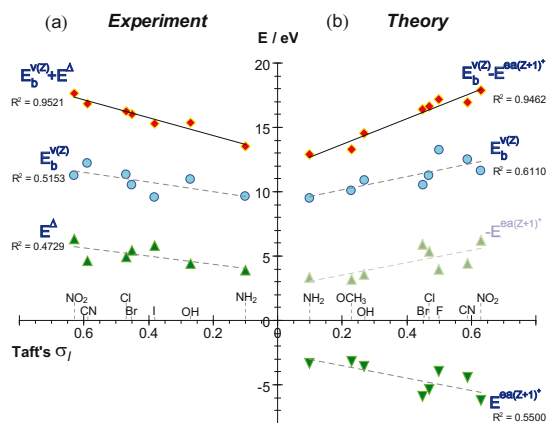 (a) Experiment E / eV (b) Theory
20
E_b^{v(Z)}+E^Δ
R² = 0.9521
E_b^{v(Z)}-E^{ea(Z+1)+}
R² = 0.9462
15
E_b^{v(Z)}
R² = 0.5153
E_b^{v(Z)}
R² = 0.6110
10
E^Δ
R² = 0.4729
-E^{ea(Z+1)+}
5
NO₂ CN Cl Br I OH NH₂
NH₂ OCH₃ OH Br Cl F CN NO₂
0
0.6 0.4 0.2 0.2 0.4 0.6
Taft's σ_I
-5
E^{ea(Z+1)+}
R² = 0.5500